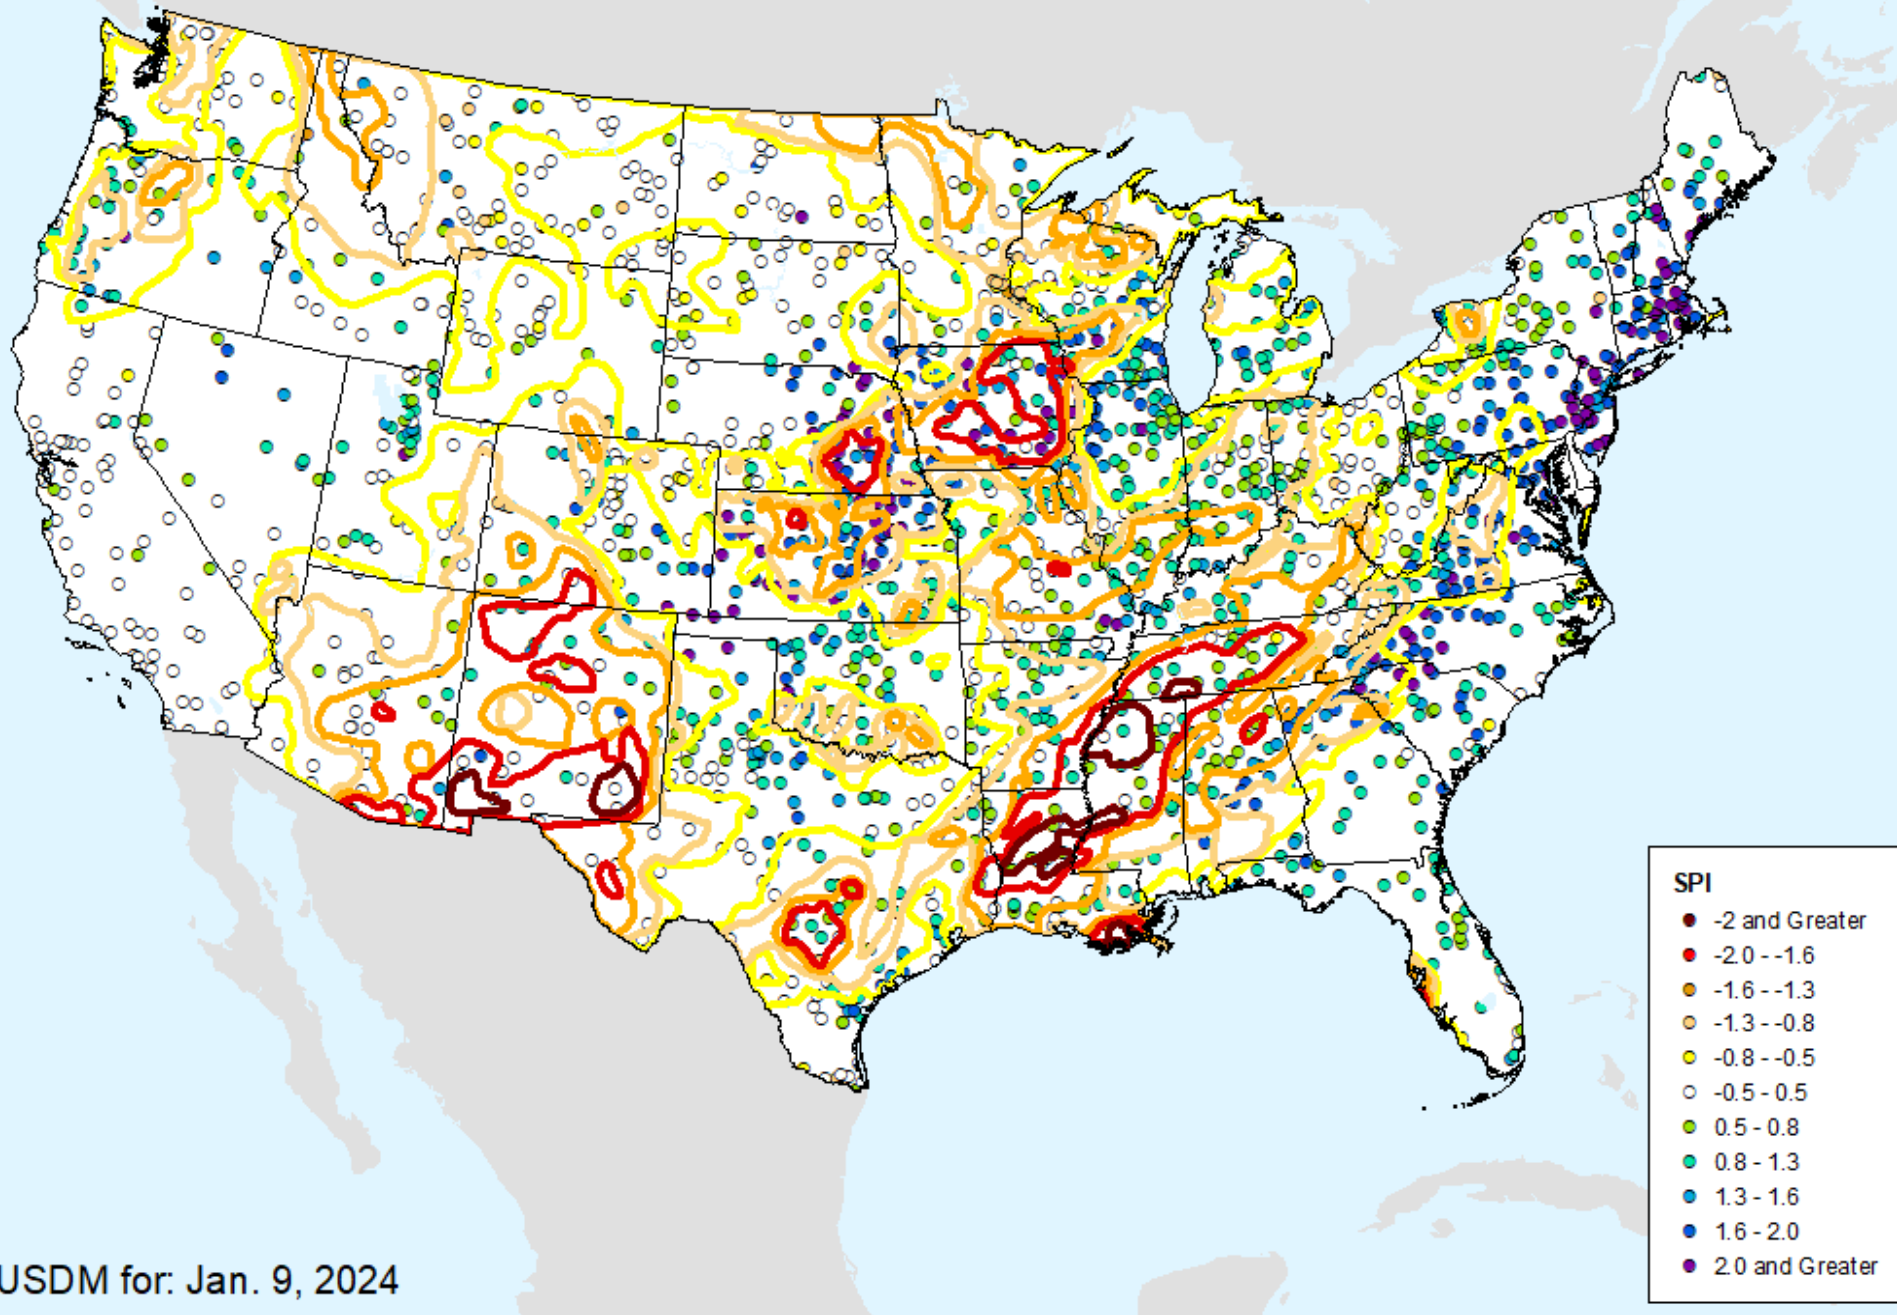 SPI
-2 and Greater
-2.0 - -1.6
-1.6 - -1.3
-1.3 - -0.8
-0.8 - -0.5
-0.5 - 0.5
0.5 - 0.8
0.8 - 1.3
1.3 - 1.6
1.6 - 2.0
2.0 and Greater
USDM for: Jan. 9, 2024